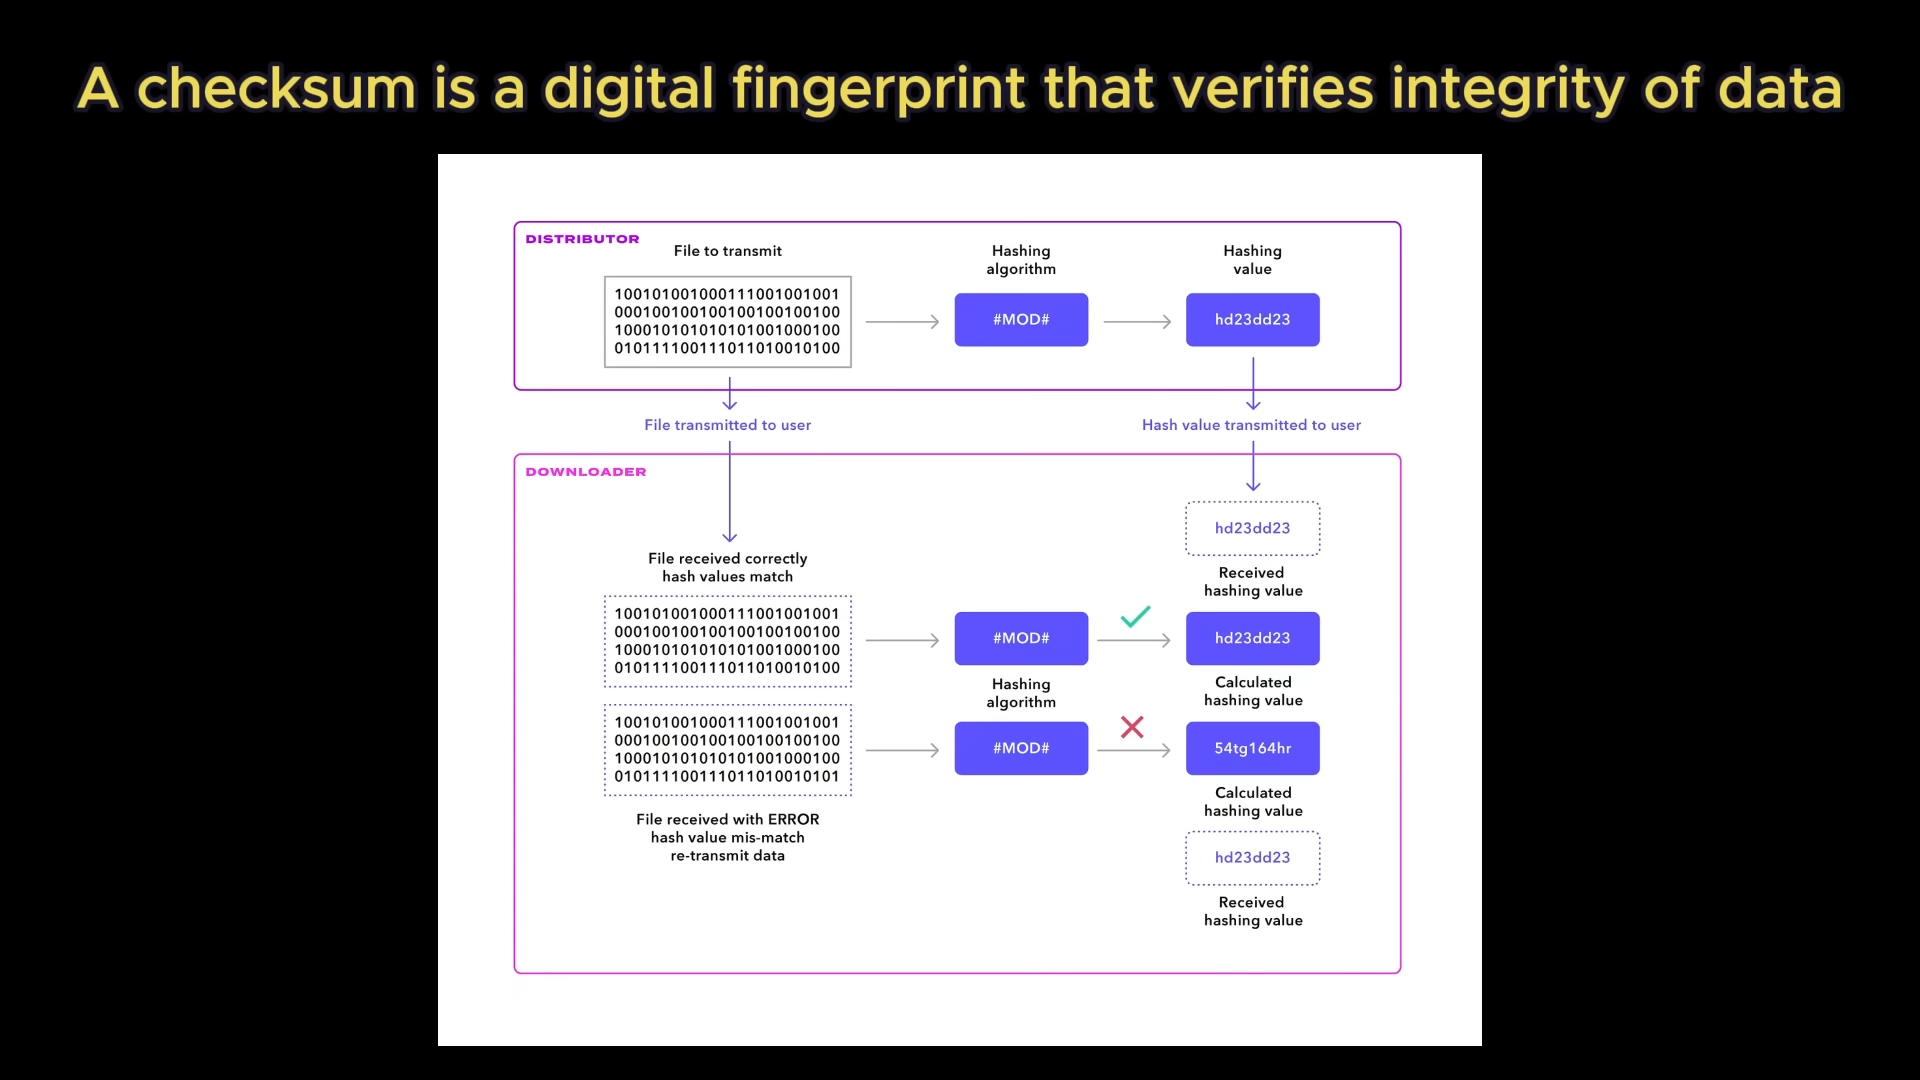 A checksum is a digital fingerprint that verifies integrity of data
DISTRIBUTOR
File to transmit
Hashing
algorithm
Hashing
value
100101001000111001001001
000100100100100100100100
100010101010101001000100
010111100111011010010100
#MOD#
hd23dd23
File transmitted to user
Hash value transmitted to user
DOWNLOADER
hd23dd23
Received
hashing value
File received correctly
hash values match
100101001000111001001001
000100100100100100100100
100010101010101001000100
010111100111011010010100
#MOD#
hd23dd23
Hashing
algorithm
Calculated
hashing value
100101001000111001001001
000100100100100100100100
100010101010101001000100
010111100111011010010101
#MOD#
54tg164hr
Calculated
hashing value
File received with ERROR
hash value mis-match
re-transmit data
hd23dd23
Received
hashing value